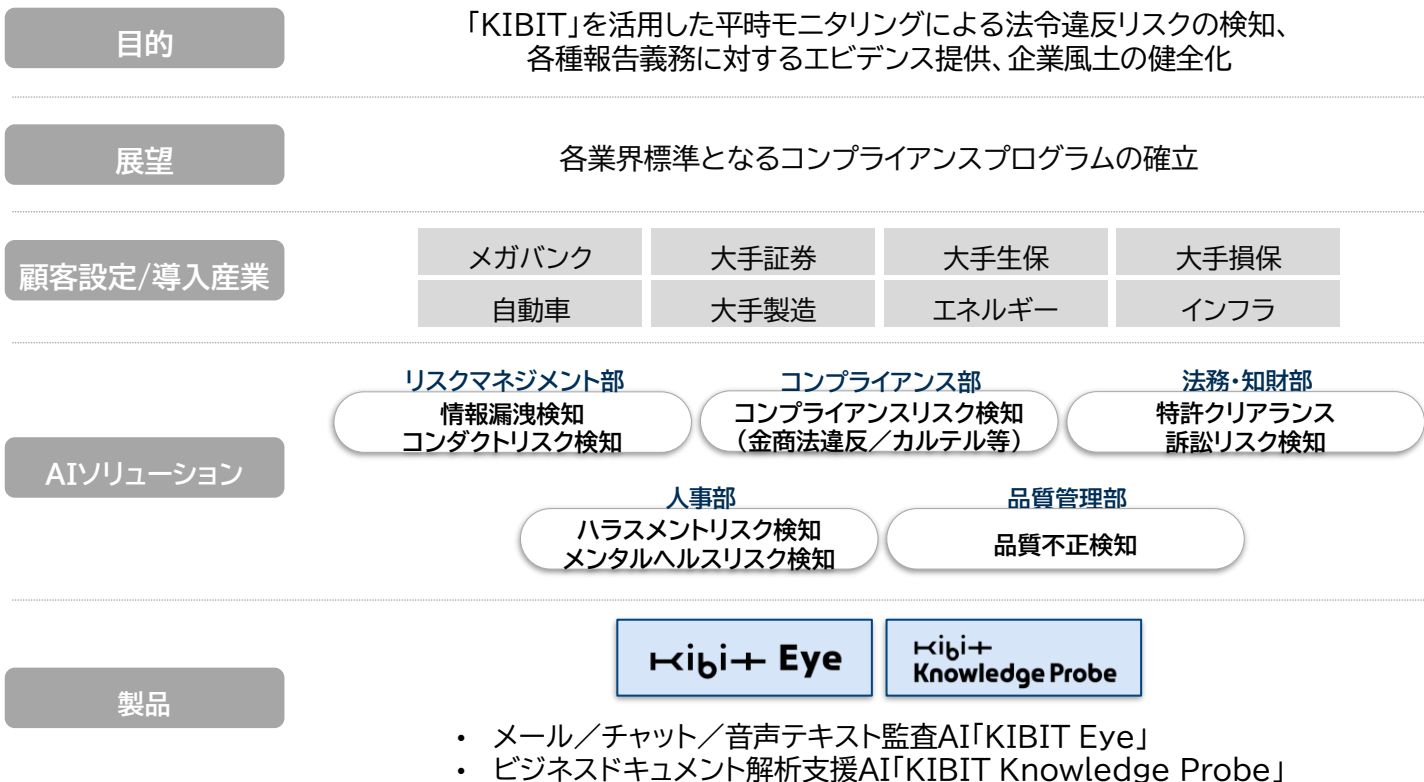 目的
「KIBIT」を活用した平時モニタリングによる法令違反リスクの検知、
各種報告義務に対するエビデンス提供、企業風土の健全化
展望
各業界標準となるコンプライアンスプログラムの確立
顧客設定/導入産業
メガバンク 大手証券 大手生保 大手損保
自動車 大手製造 エネルギー インフラ
AIソリューション
リスクマネジメント部
情報漏洩検知
コンダクトリスク検知
コンプライアンス部
コンプライアンスリスク検知
（金商法違反／カルテル等）
法務・知財部
特許クリアランス
訴訟リスク検知
人事部
ハラスメントリスク検知
メンタルヘルスリスク検知
品質管理部
品質不正検知
製品
Kibit Eye
Kibit
Knowledge Probe
• メール／チャット／音声テキスト監査AI「KIBIT Eye」
• ビジネスドキュメント解析支援AI「KIBIT Knowledge Probe」